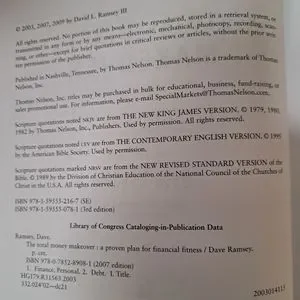 © 2003, 2007, 2009 by David L. Ramsey III
All rights reserved. No portion of this book may be reproduced, stored in a retrieval system, or
transmitted in any form or by any means—electronic, mechanical, photocopy, recording, scan-
ning, or other—except for brief quotations in critical reviews or articles, without the prior writ-
ten permission of the publisher.
Published in Nashville, Tennessee, by Thomas Nelson. Thomas Nelson is a trademark of Thomas
Nelson, Inc.
Thomas Nelson, Inc. titles may be purchased in bulk for educational, business, fund-raising, or
sales promotional use. For information, please e-mail SpecialMarkets@ThomasNelson.com.
Scripture quotations noted NKJV are from THE NEW KING JAMES VERSION. © 1979, 1980,
1982 by Thomas Nelson, Inc., Publishers. Used by permission. All rights reserved.
Scripture quotations noted CEV are from THE CONTEMPORARY ENGLISH VERSION. © 1995
by the American Bible Society. Used by permission.
Scripture quotations marked NRSV are from the NEW REVISED STANDARD VERSION of the
Bible. © 1989 by the Division of Christian Education of the National Council of the Churches of
Christ in the U.S.A. All rights reserved.
ISBN 978-1-59555-216-7 (SE)
ISBN 978-1-59555-078-1 (3rd edition)
Library of Congress Cataloging-in-Publication Data
Ramsey, Dave.
The total money makeover : a proven plan for financial fitness / Dave Ramsey.
p. cm.
ISBN 978-0-7852-8908-1 (2007 edition)
1. Finance, Personal. 2. Debt. I. Title.
HG179.R31563 2003
332.024'02—dc21
2003014115